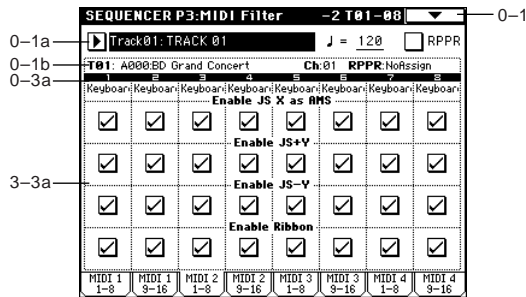 SEQUENCER P3:MIDI Filter -2 T01-08
0-1
0-1a
Track01: TRACK 01 ♩ = 120 RPPR
0-1b
T01: A000:BD Grand Concert Ch:01 RPPR:NoAssign
0-3a
1 2 3 4 5 6 7 8
Keyboar Keyboar Keyboar Keyboar Keyboar Keyboar Keyboar Keyboar
Enable JS X as AMS
Enable JS+Y
3-3a
Enable JS-Y
Enable Ribbon
MIDI 1 1-8 MIDI 1 9-16 MIDI 2 1-8 MIDI 2 9-16 MIDI 3 1-8 MIDI 3 9-16 MIDI 4 1-8 MIDI 4 9-16